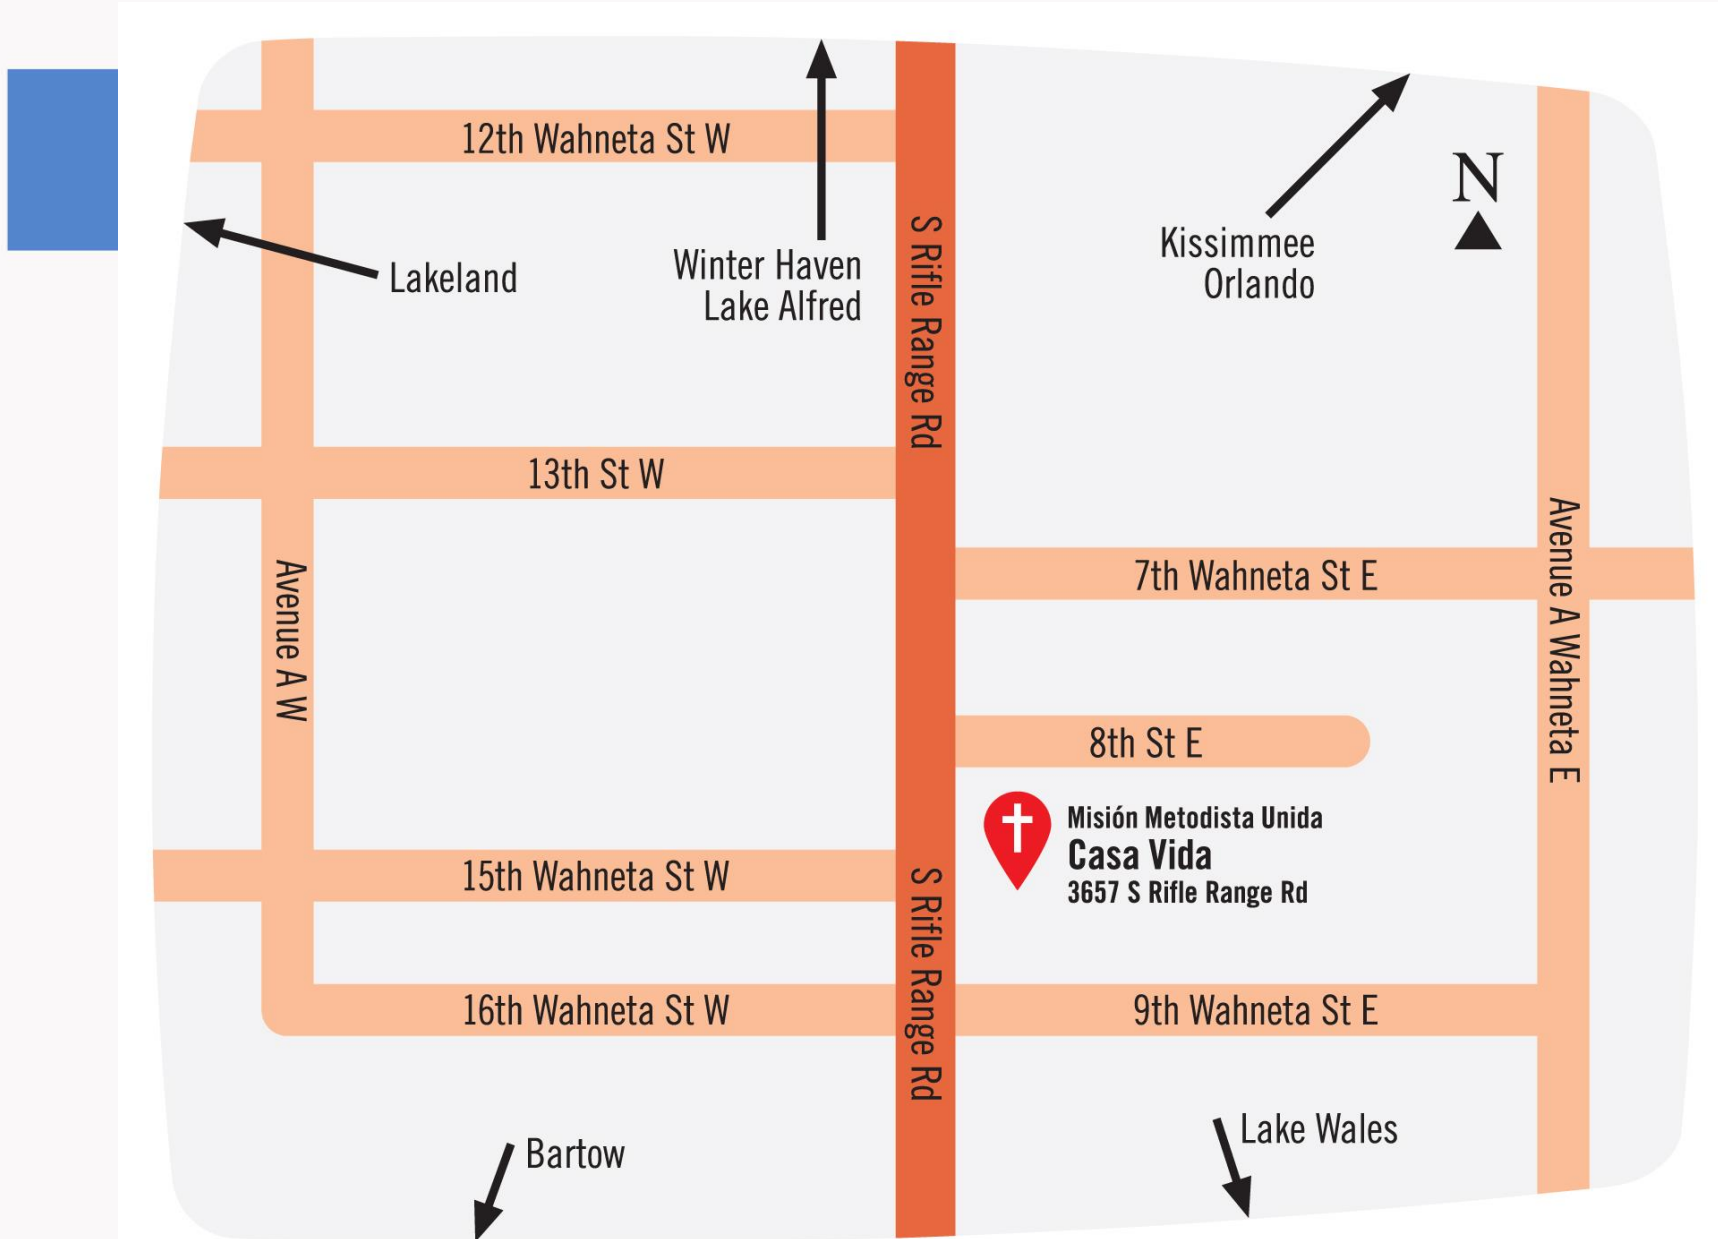 12th Wahneta St W
N
S Rifle Range Rd
Kissimmee
Orlando
Winter Haven
Lake Alfred
Lakeland
13th St W
Avenue A Wahneta E
7th Wahneta St E
Avenue A W
8th St E
Misión Metodista Unida
Casa Vida
3657 S Rifle Range Rd
15th Wahneta St W
S Rifle Range Rd
16th Wahneta St W
9th Wahneta St E
Lake Wales
Bartow